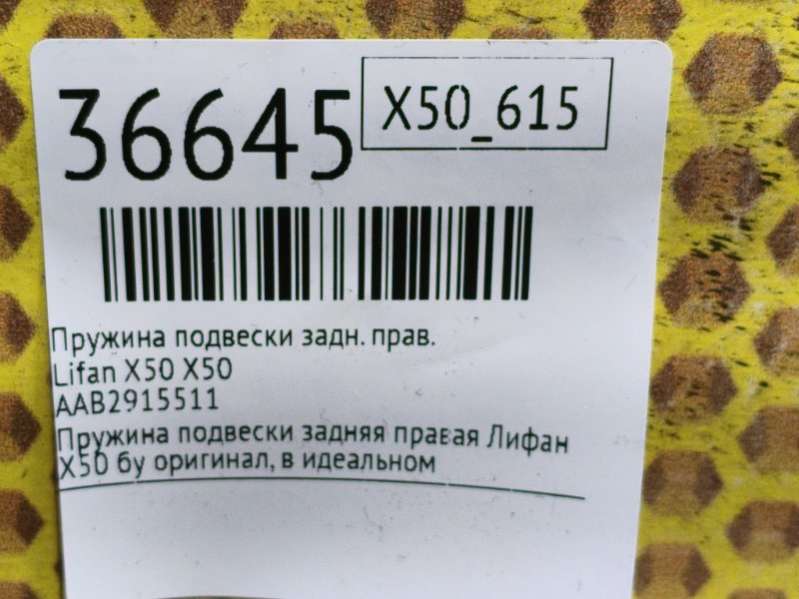 36645
X50_615
Пружина подвески задн. прав.
Lifan X50 X50
AAB2915511
Пружина подвески задняя правая Лифан
X50 бу оригинал, в идеальном